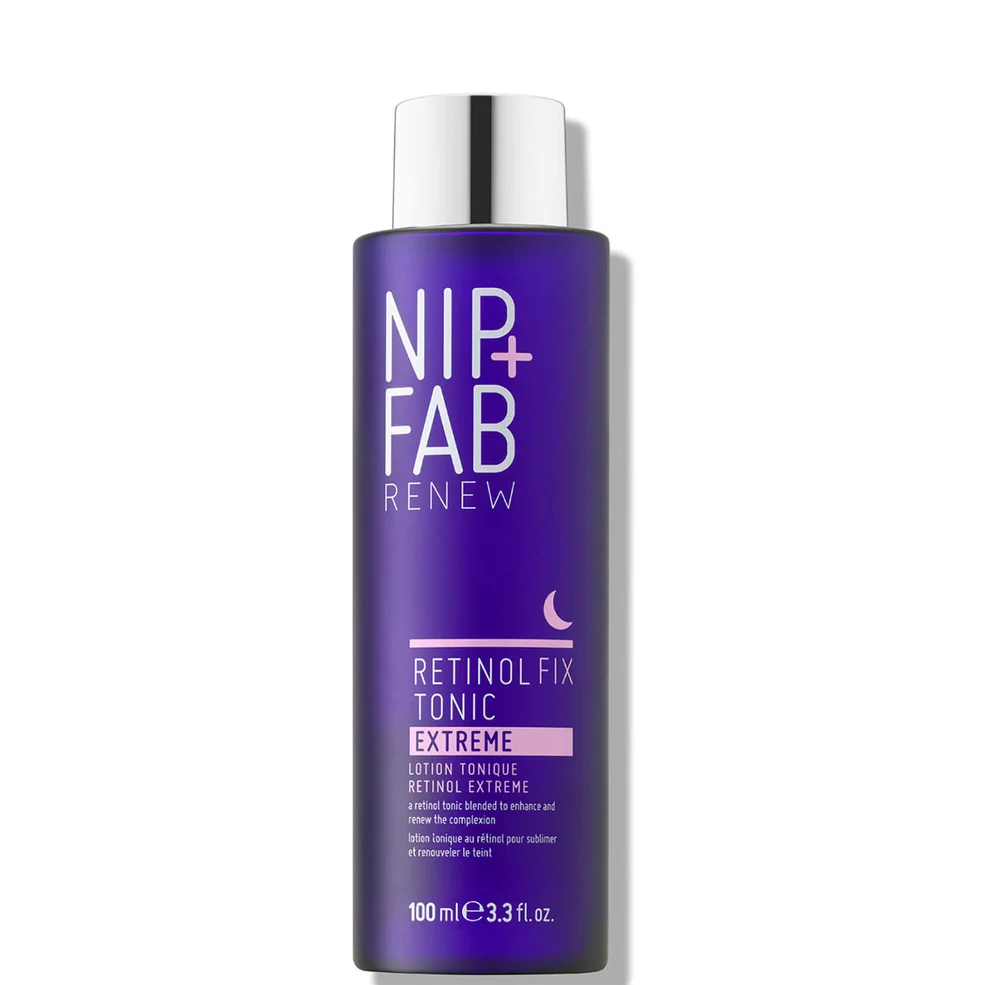 NIP+
FAB
RENEW
RETINOL FIX
TONIC
EXTREME
LOTION TONIQUE
RETINOL EXTREME
a retinol tonic blended to enhance and
renew the complexion
lotion tonique au rétinol pour sublimer
et renouveler le teint
100 ml ℮ 3.3 fl. oz.